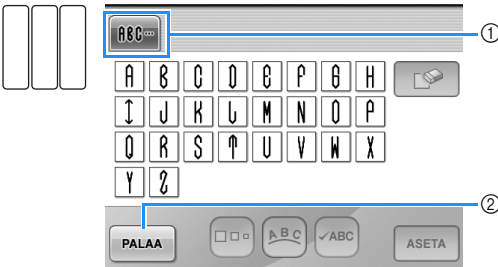 ABC... ①
A B C D E F G H
I J K L M N O P
Q R S T U V W X
Y Z
②
PALAA ABC ✓ABC ASETA